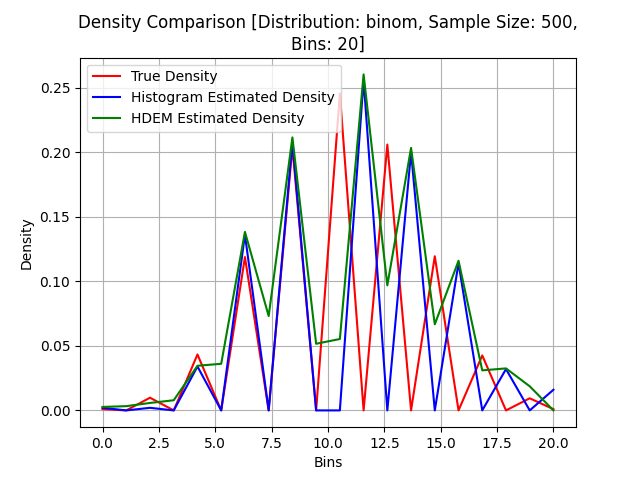 Density Comparison [Distribution: binom, Sample Size: 500,
Bins: 20]
True Density
Histogram Estimated Density
HDEM Estimated Density
Density
0.25
0.20
0.15
0.10
0.05
0.00
0.0 2.5 5.0 7.5 10.0 12.5 15.0 17.5 20.0
Bins